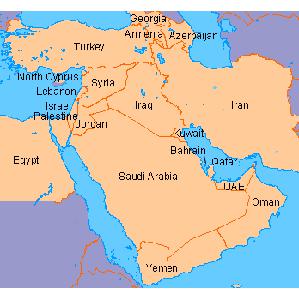 Georgia
Armenia
Azerbaijan
Turkey
North Cyprus
Syria
Lebanon
Israel
Iraq
Iran
Palestine
Jordan
Kuwait
Bahrain
Egypt
Qatar
Saudi Arabia
UAE
Oman
Yemen